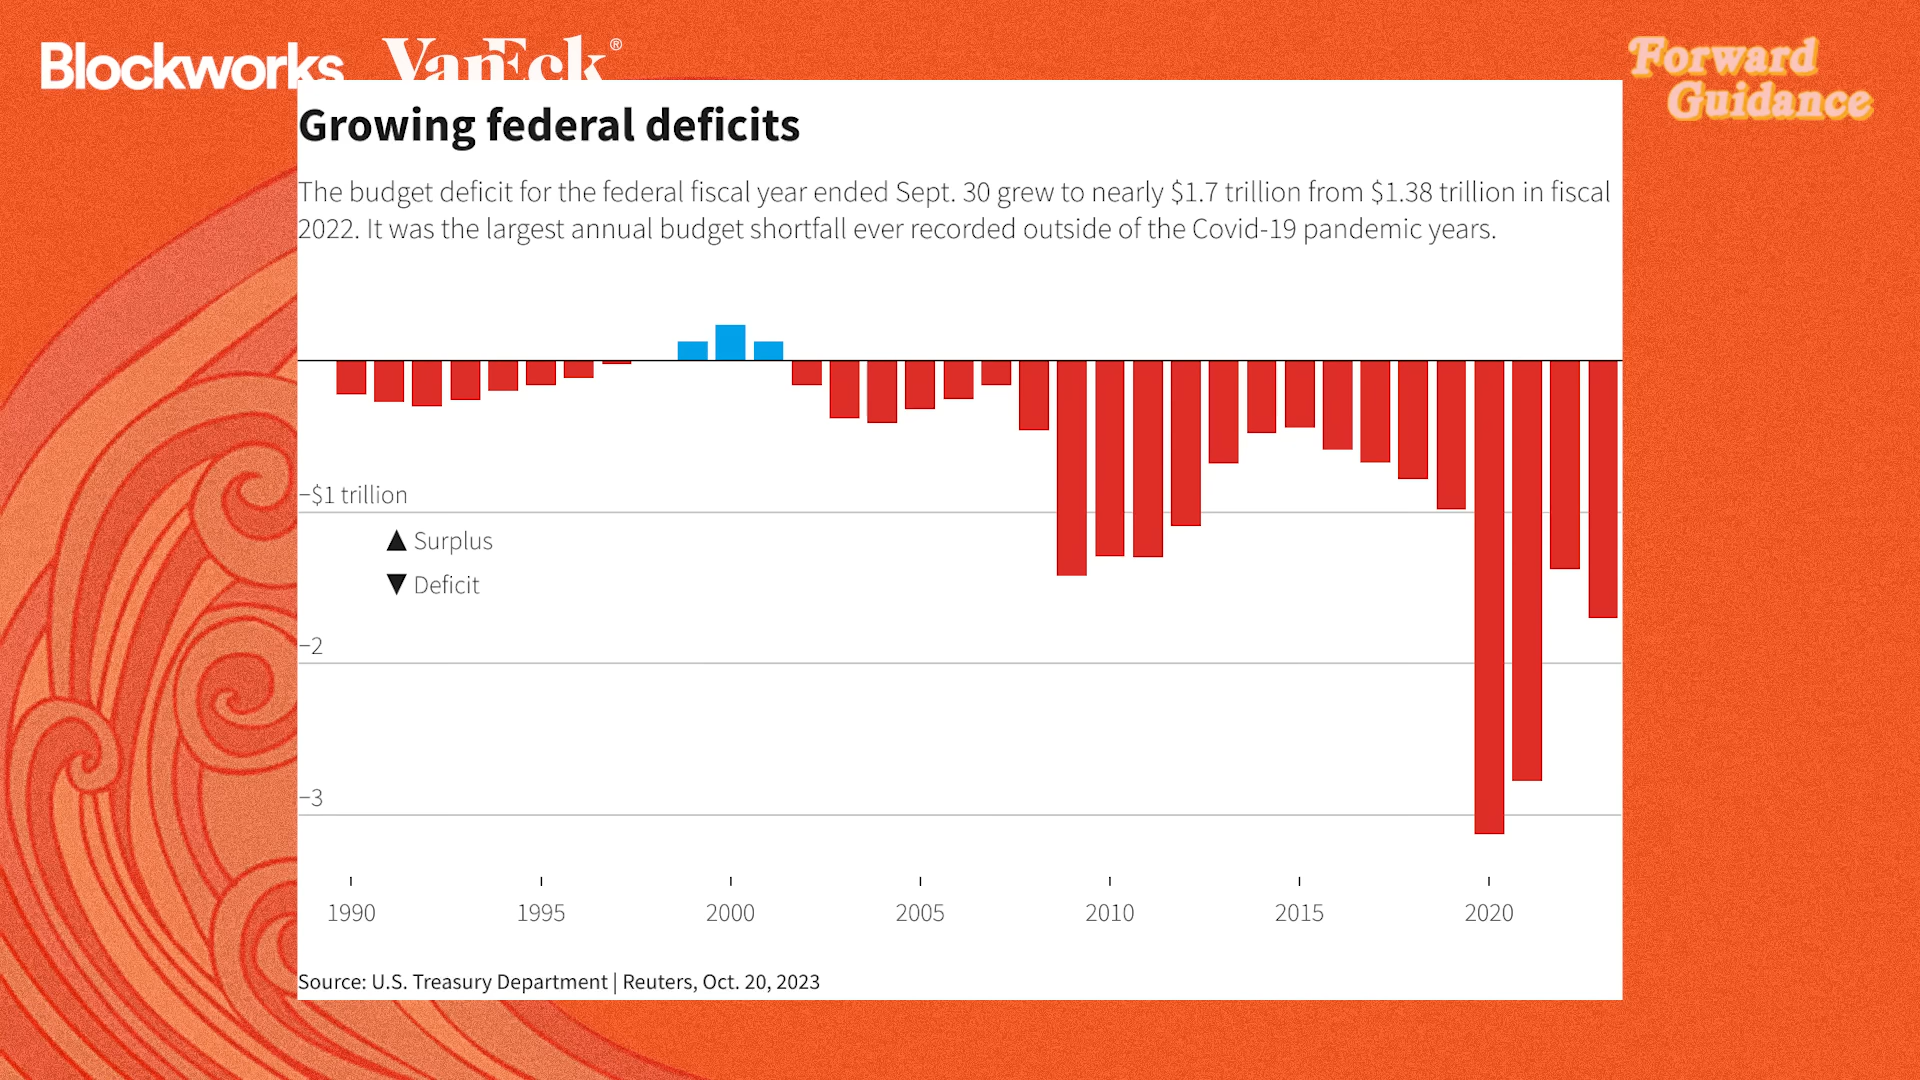 Blockworks VanEck®
Forward
Guidance
Growing federal deficits
The budget deficit for the federal fiscal year ended Sept. 30 grew to nearly $1.7 trillion from $1.38 trillion in fiscal
2022. It was the largest annual budget shortfall ever recorded outside of the Covid-19 pandemic years.
−$1 trillion
▲ Surplus
▼ Deficit
−2
−3
1990 1995 2000 2005 2010 2015 2020
Source: U.S. Treasury Department | Reuters, Oct. 20, 2023